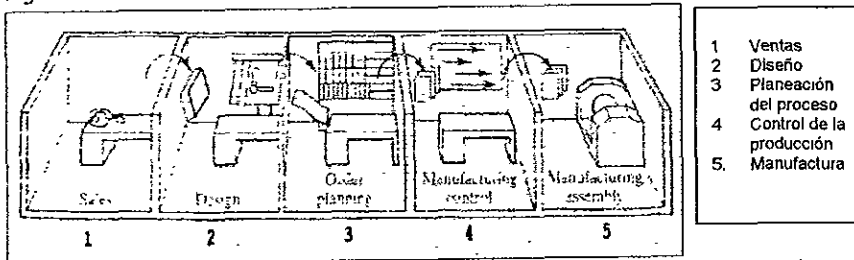 Sales
Design
Order
planning
Manufacturing
control
Manufacturing
assembly
1 2 3 4 5
1 Ventas
2 Diseño
3 Planeación
del proceso
4 Control de la
producción
5. Manufactura